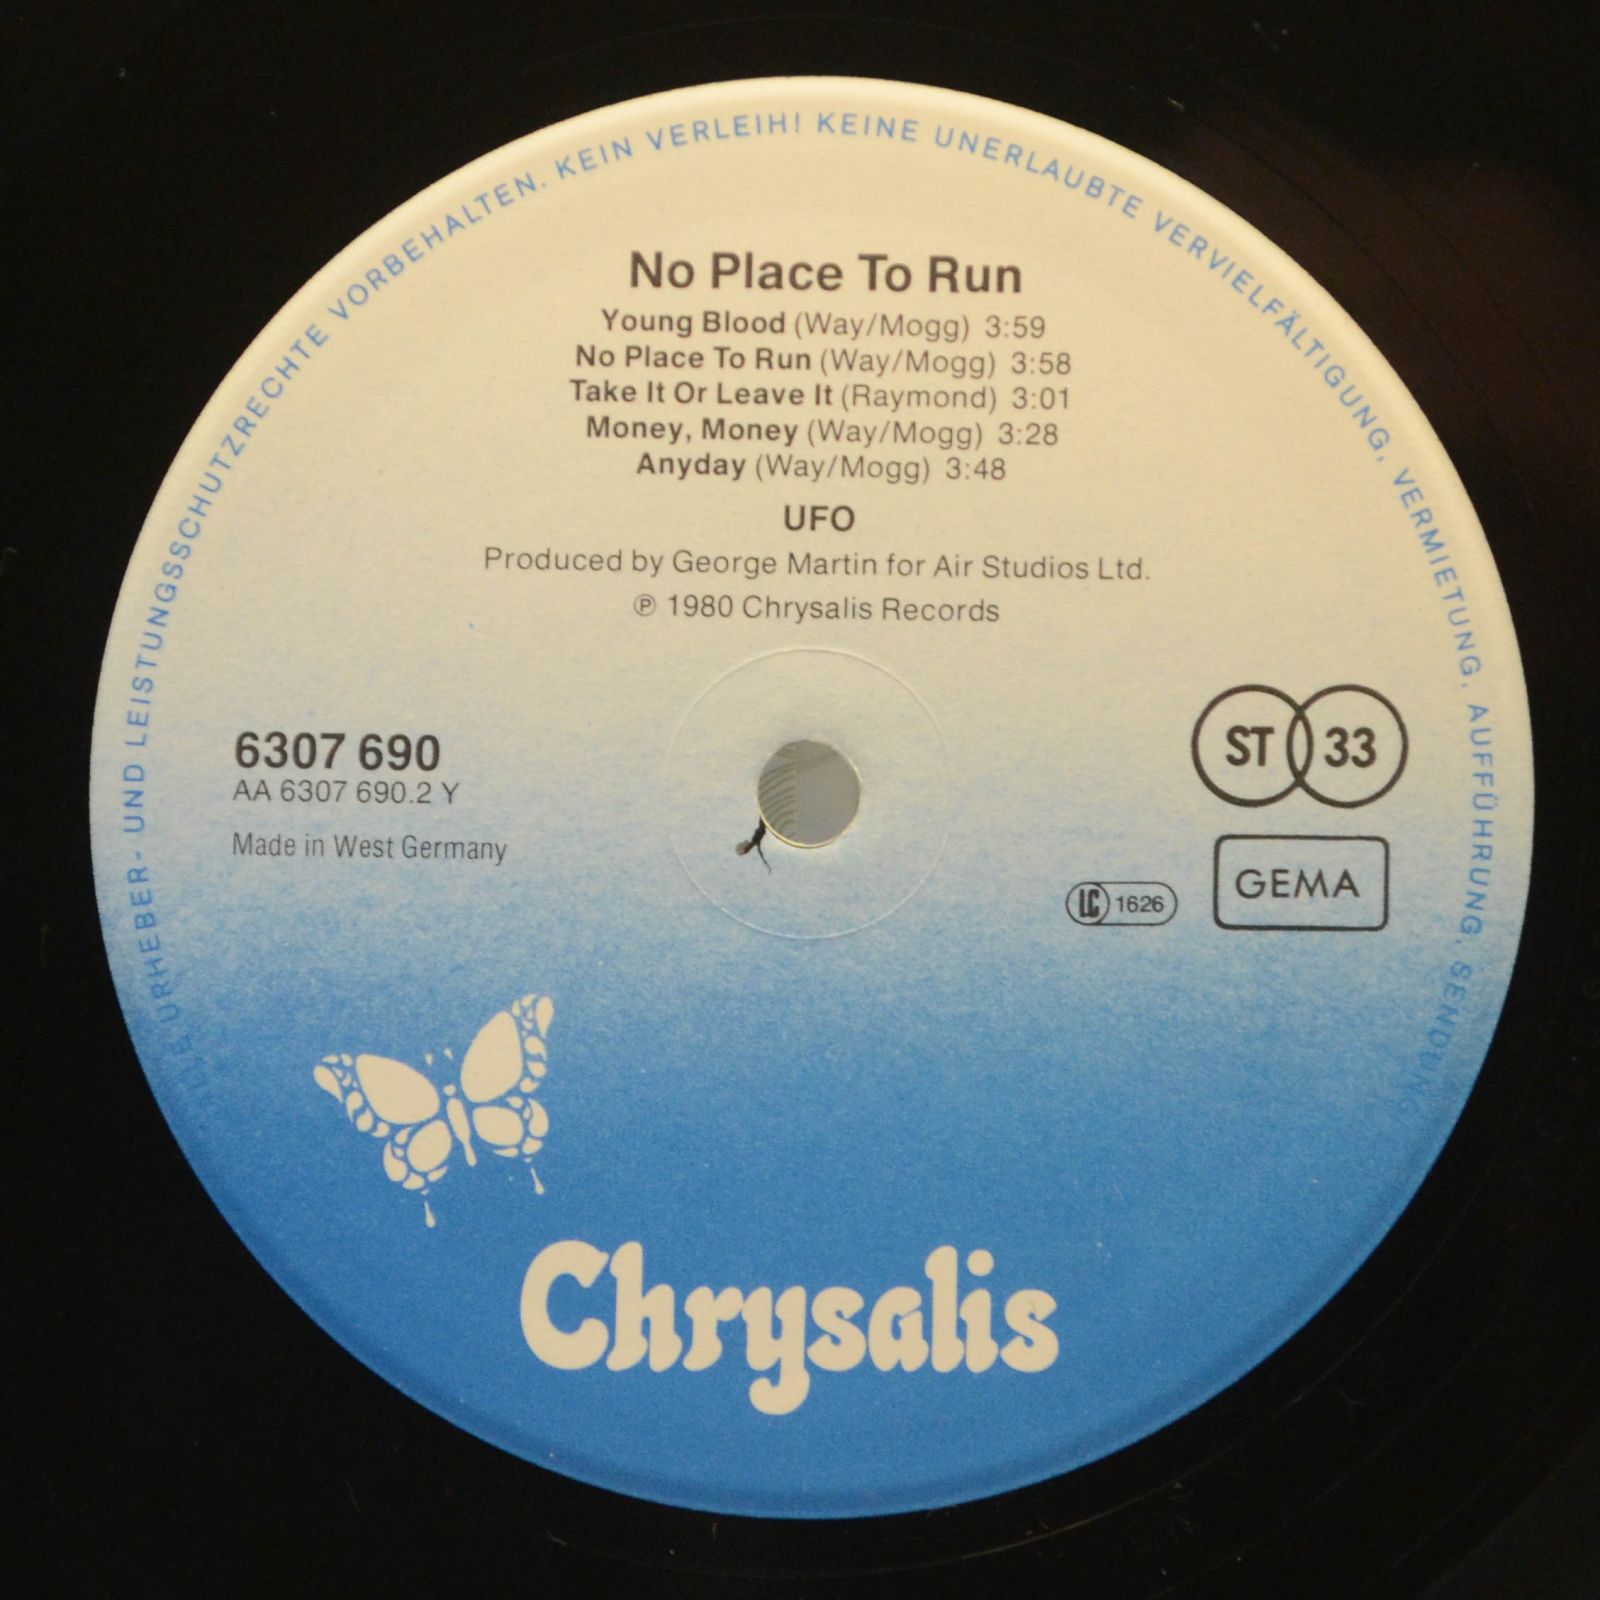 URHEBER- UND LEISTUNGSSCHUTZRECHTE VORBEHALTEN. KEIN VERLEIH! KEINE UNERLAUBTE VERVIELFÄLTIGUNG, VERMIETUNG, AUFFÜHRUNG, SENDUNG
No Place To Run
Young Blood (Way/Mogg) 3:59
No Place To Run (Way/Mogg) 3:58
Take It Or Leave It (Raymond) 3:01
Money, Money (Way/Mogg) 3:28
Anyday (Way/Mogg) 3:48
UFO
Produced by George Martin for Air Studios Ltd.
℗ 1980 Chrysalis Records
6307 690
AA 6307 690.2 Y
Made in West Germany
ST 33
LC 1626
GEMA
Chrysalis